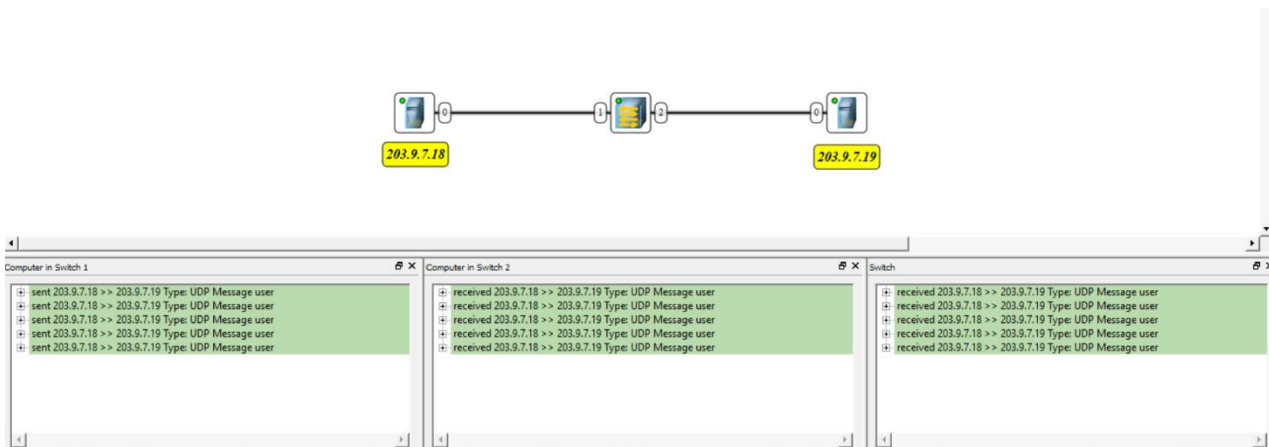 0
1
2
0
203.9.7.18
203.9.7.19
Computer in Switch 1
sent 203.9.7.18 >> 203.9.7.19 Type: UDP Message user
sent 203.9.7.18 >> 203.9.7.19 Type: UDP Message user
sent 203.9.7.18 >> 203.9.7.19 Type: UDP Message user
sent 203.9.7.18 >> 203.9.7.19 Type: UDP Message user
sent 203.9.7.18 >> 203.9.7.19 Type: UDP Message user
Computer in Switch 2
received 203.9.7.18 >> 203.9.7.19 Type: UDP Message user
received 203.9.7.18 >> 203.9.7.19 Type: UDP Message user
received 203.9.7.18 >> 203.9.7.19 Type: UDP Message user
received 203.9.7.18 >> 203.9.7.19 Type: UDP Message user
received 203.9.7.18 >> 203.9.7.19 Type: UDP Message user
Switch
received 203.9.7.18 >> 203.9.7.19 Type: UDP Message user
received 203.9.7.18 >> 203.9.7.19 Type: UDP Message user
received 203.9.7.18 >> 203.9.7.19 Type: UDP Message user
received 203.9.7.18 >> 203.9.7.19 Type: UDP Message user
received 203.9.7.18 >> 203.9.7.19 Type: UDP Message user